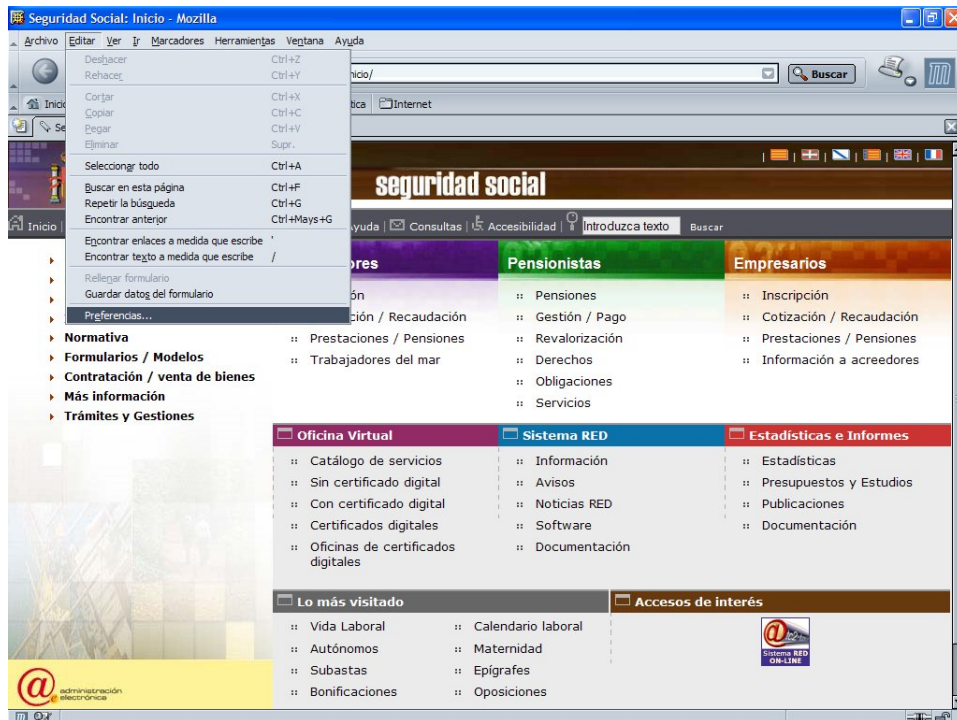 Seguridad Social: Inicio - Mozilla
Archivo Editar Ver Ir Marcadores Herramientas Ventana Ayuda
Deshacer Ctrl+Z
Rehacer Ctrl+Y
Cortar Ctrl+X
Copiar Ctrl+C
Pegar Ctrl+V
Eliminar Supr.
Seleccionar todo Ctrl+A
Buscar en esta página Ctrl+F
Repetir la búsqueda Ctrl+G
Encontrar anterior Ctrl+Mays+G
Encontrar enlaces a medida que escribe '
Encontrar texto a medida que escribe /
Rellenar formulario
Guardar datos del formulario
Preferencias...
nicio/
Buscar
Inicio
tica Internet
Se
seguridad social
Inicio | yuda | Consultas | Accesibilidad | Introduzca texto Buscar
Normativa
Formularios / Modelos
Contratación / venta de bienes
Más información
Trámites y Gestiones
ores
ón
ción / Recaudación
Prestaciones / Pensiones
Trabajadores del mar
Pensionistas
Pensiones
Gestión / Pago
Revalorización
Derechos
Obligaciones
Servicios
Empresarios
Inscripción
Cotización / Recaudación
Prestaciones / Pensiones
Información a acreedores
Oficina Virtual
Catálogo de servicios
Sin certificado digital
Con certificado digital
Certificados digitales
Oficinas de certificados
digitales
Sistema RED
Información
Avisos
Noticias RED
Software
Documentación
Estadísticas e Informes
Estadísticas
Presupuestos y Estudios
Publicaciones
Documentación
Lo más visitado
Vida Laboral
Autónomos
Subastas
Bonificaciones
Calendario laboral
Maternidad
Epígrafes
Oposiciones
Accesos de interés
Sistema RED
ON-LINE
@ administración
electrónica